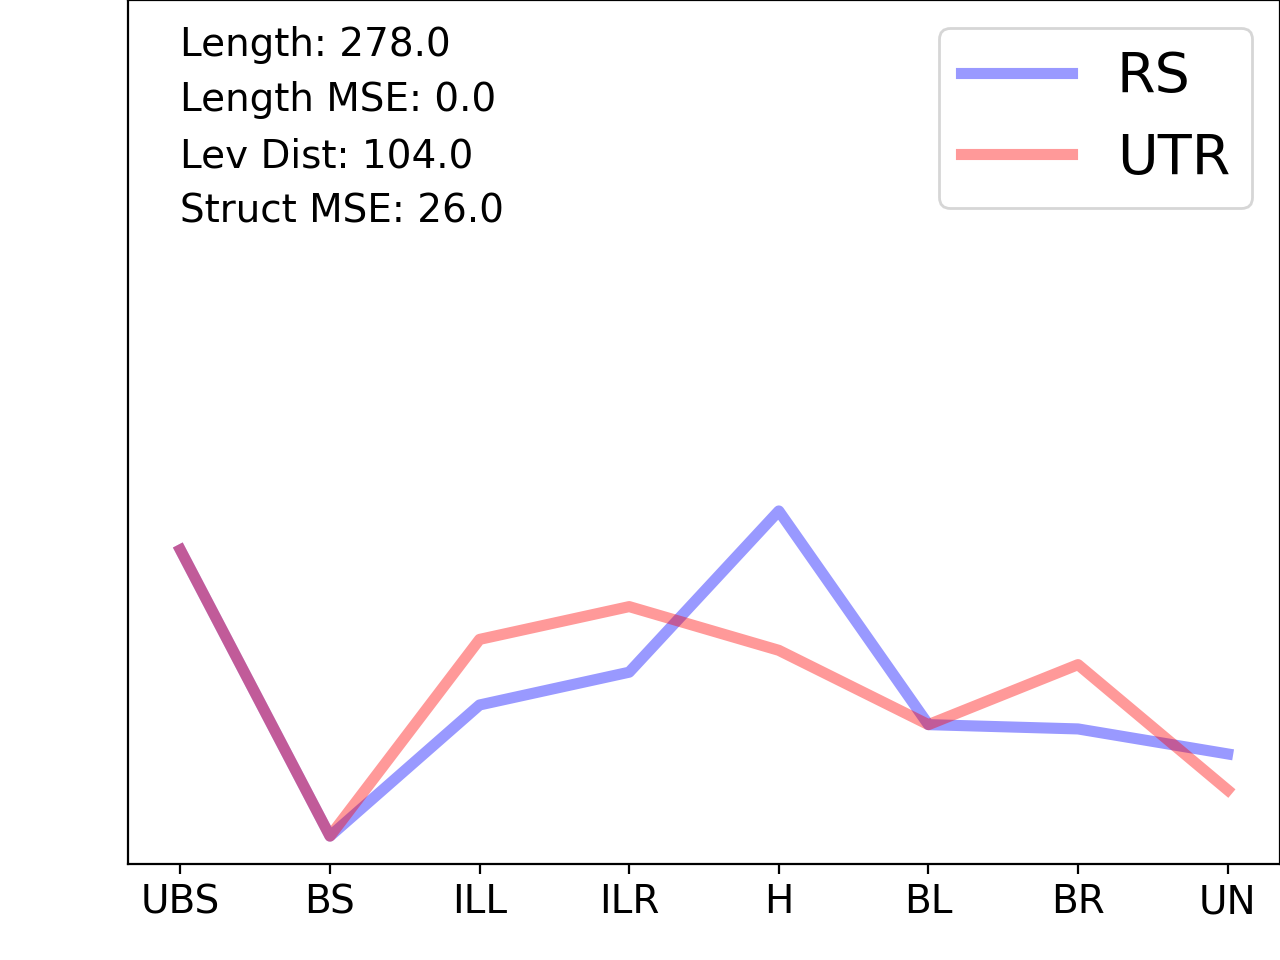 Length: 278.0
Length MSE: 0.0
Lev Dist: 104.0
Struct MSE: 26.0
RS
UTR
UBS BS ILL ILR H BL BR UN